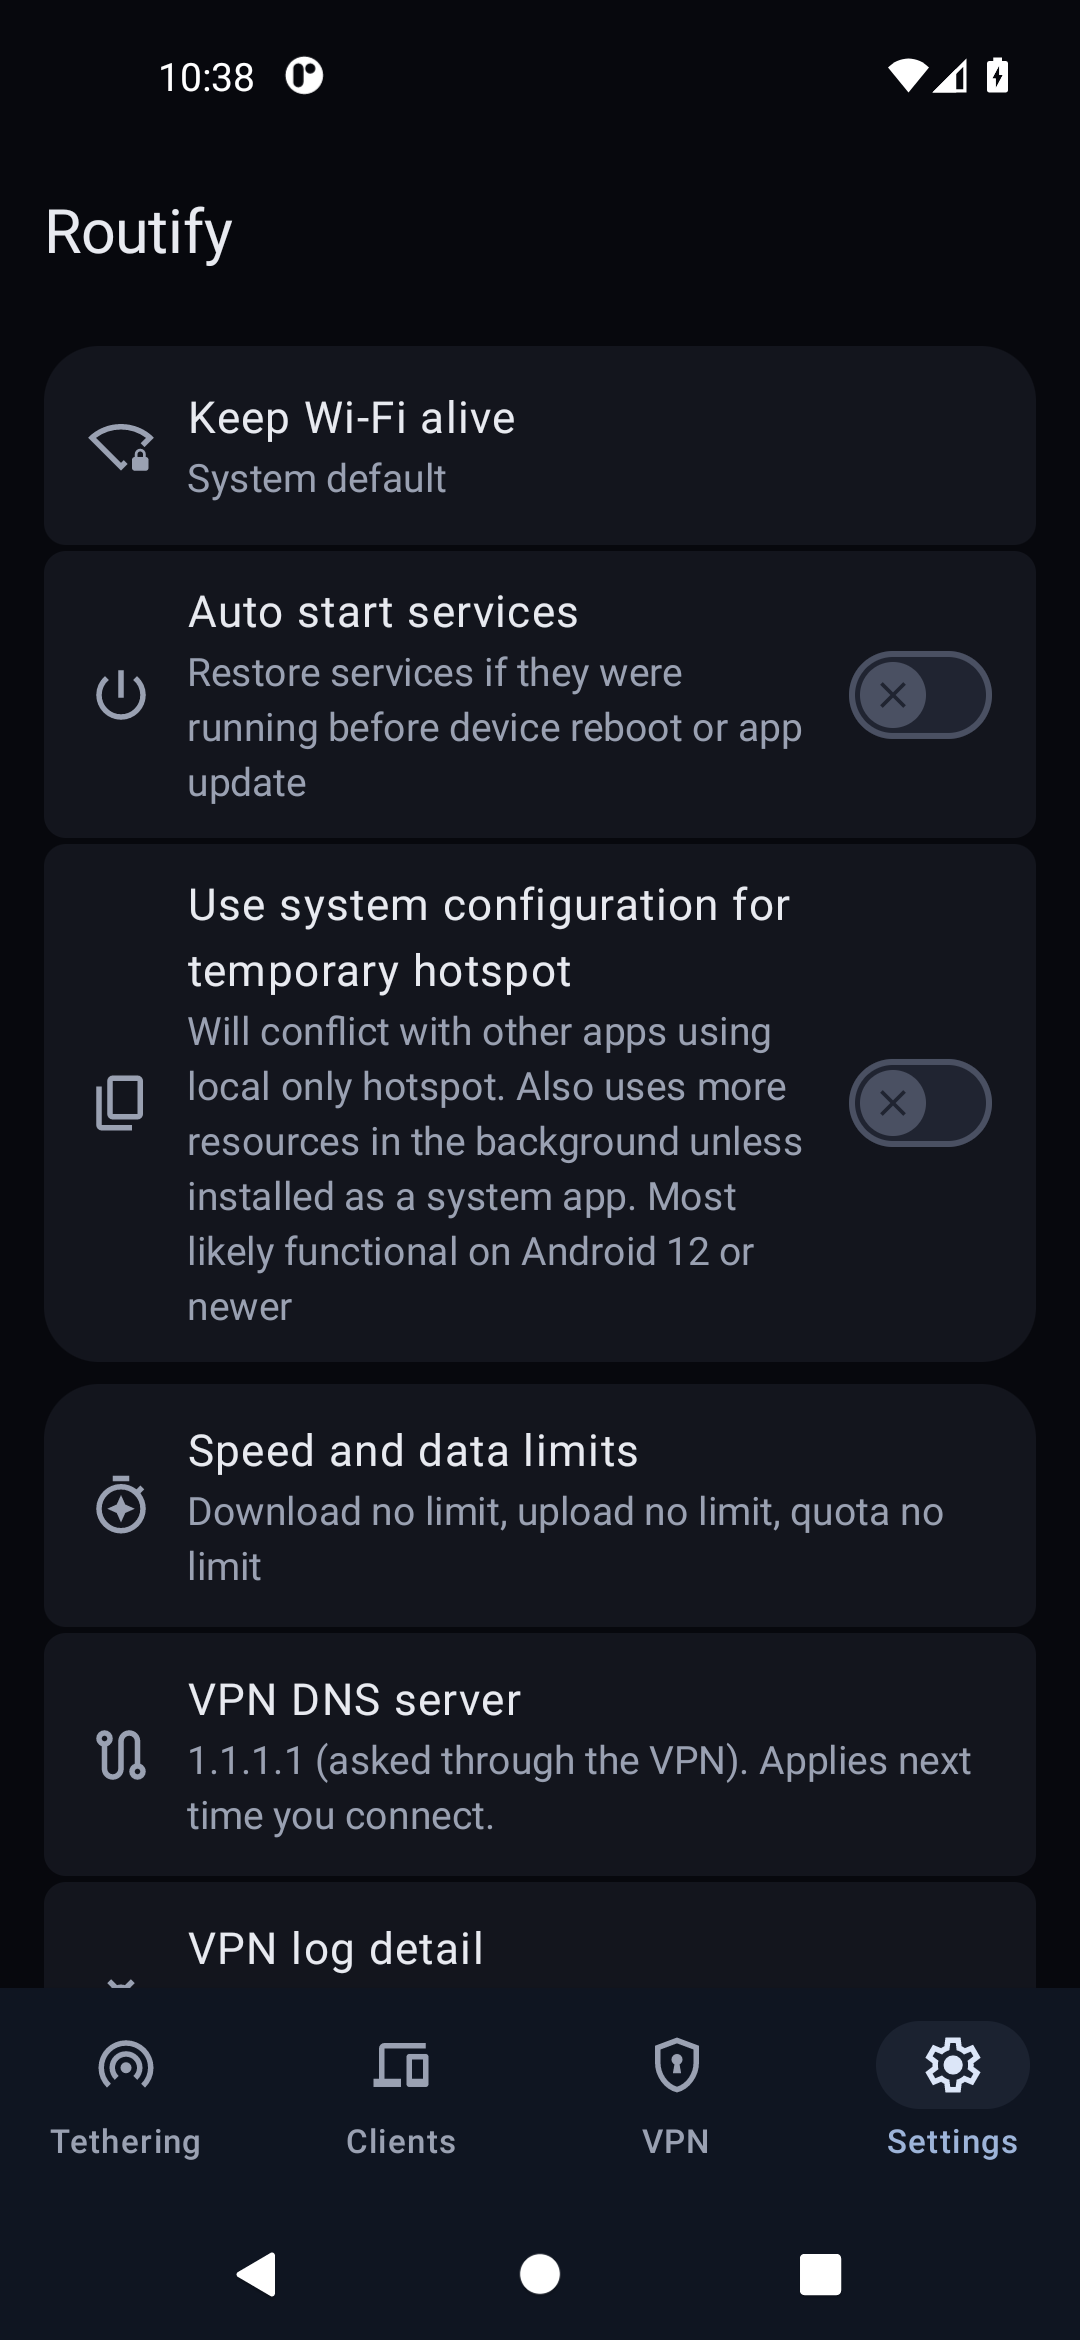 10:38
Routify
Keep Wi-Fi alive
System default
Auto start services
Restore services if they were
running before device reboot or app
update
Use system configuration for
temporary hotspot
Will conflict with other apps using
local only hotspot. Also uses more
resources in the background unless
installed as a system app. Most
likely functional on Android 12 or
newer
Speed and data limits
Download no limit, upload no limit, quota no
limit
VPN DNS server
1.1.1.1 (asked through the VPN). Applies next
time you connect.
VPN log detail
Tethering
Clients
VPN
Settings